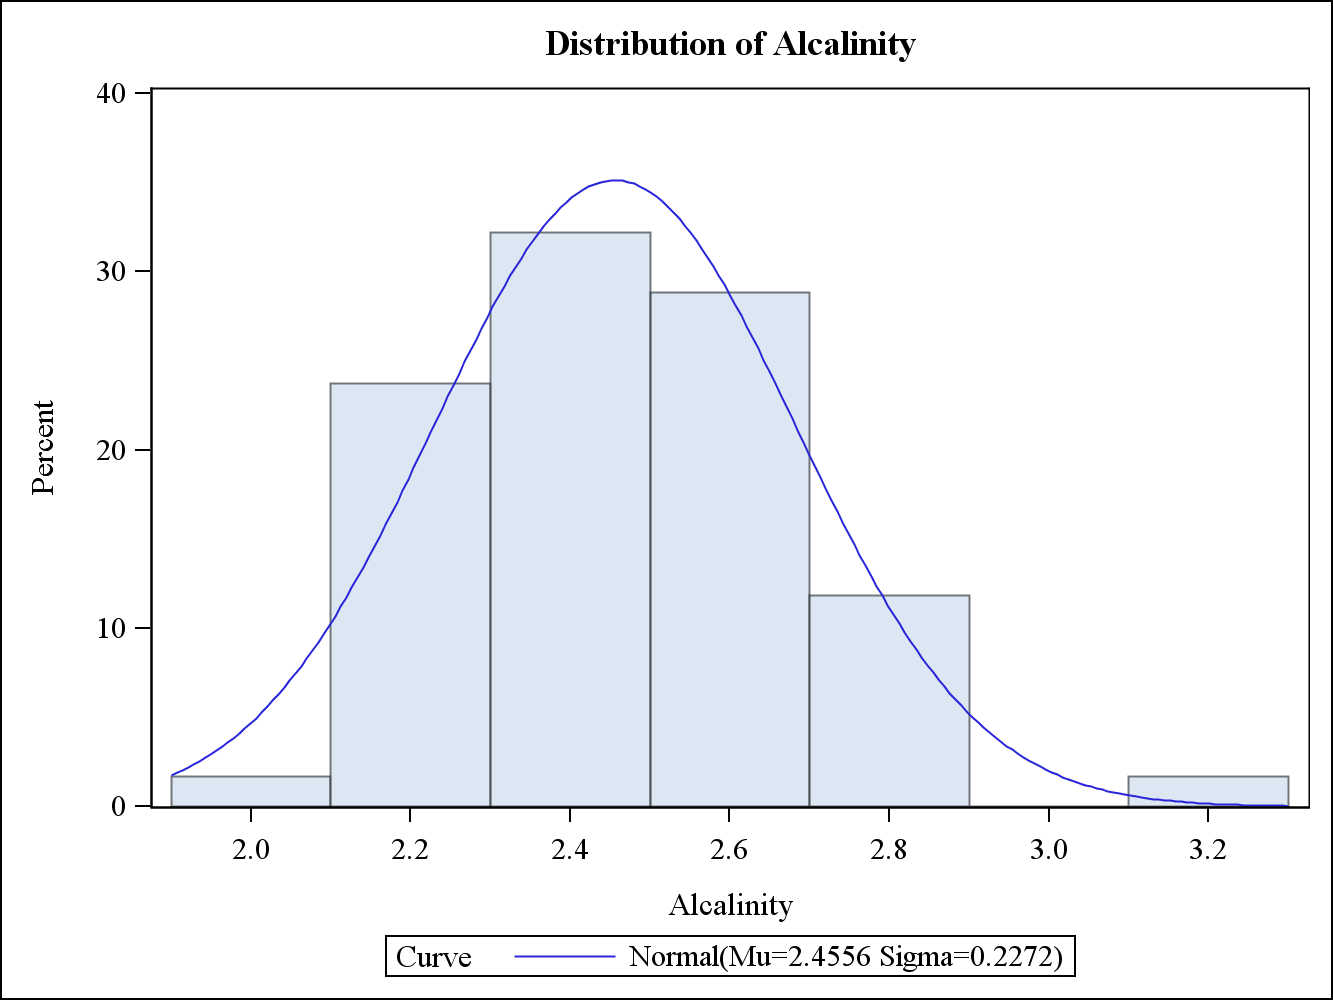 Distribution of Alcalinity
40
30
20
10
0
Percent
2.0 2.2 2.4 2.6 2.8 3.0 3.2
Alcalinity
Curve Normal(Mu=2.4556 Sigma=0.2272)